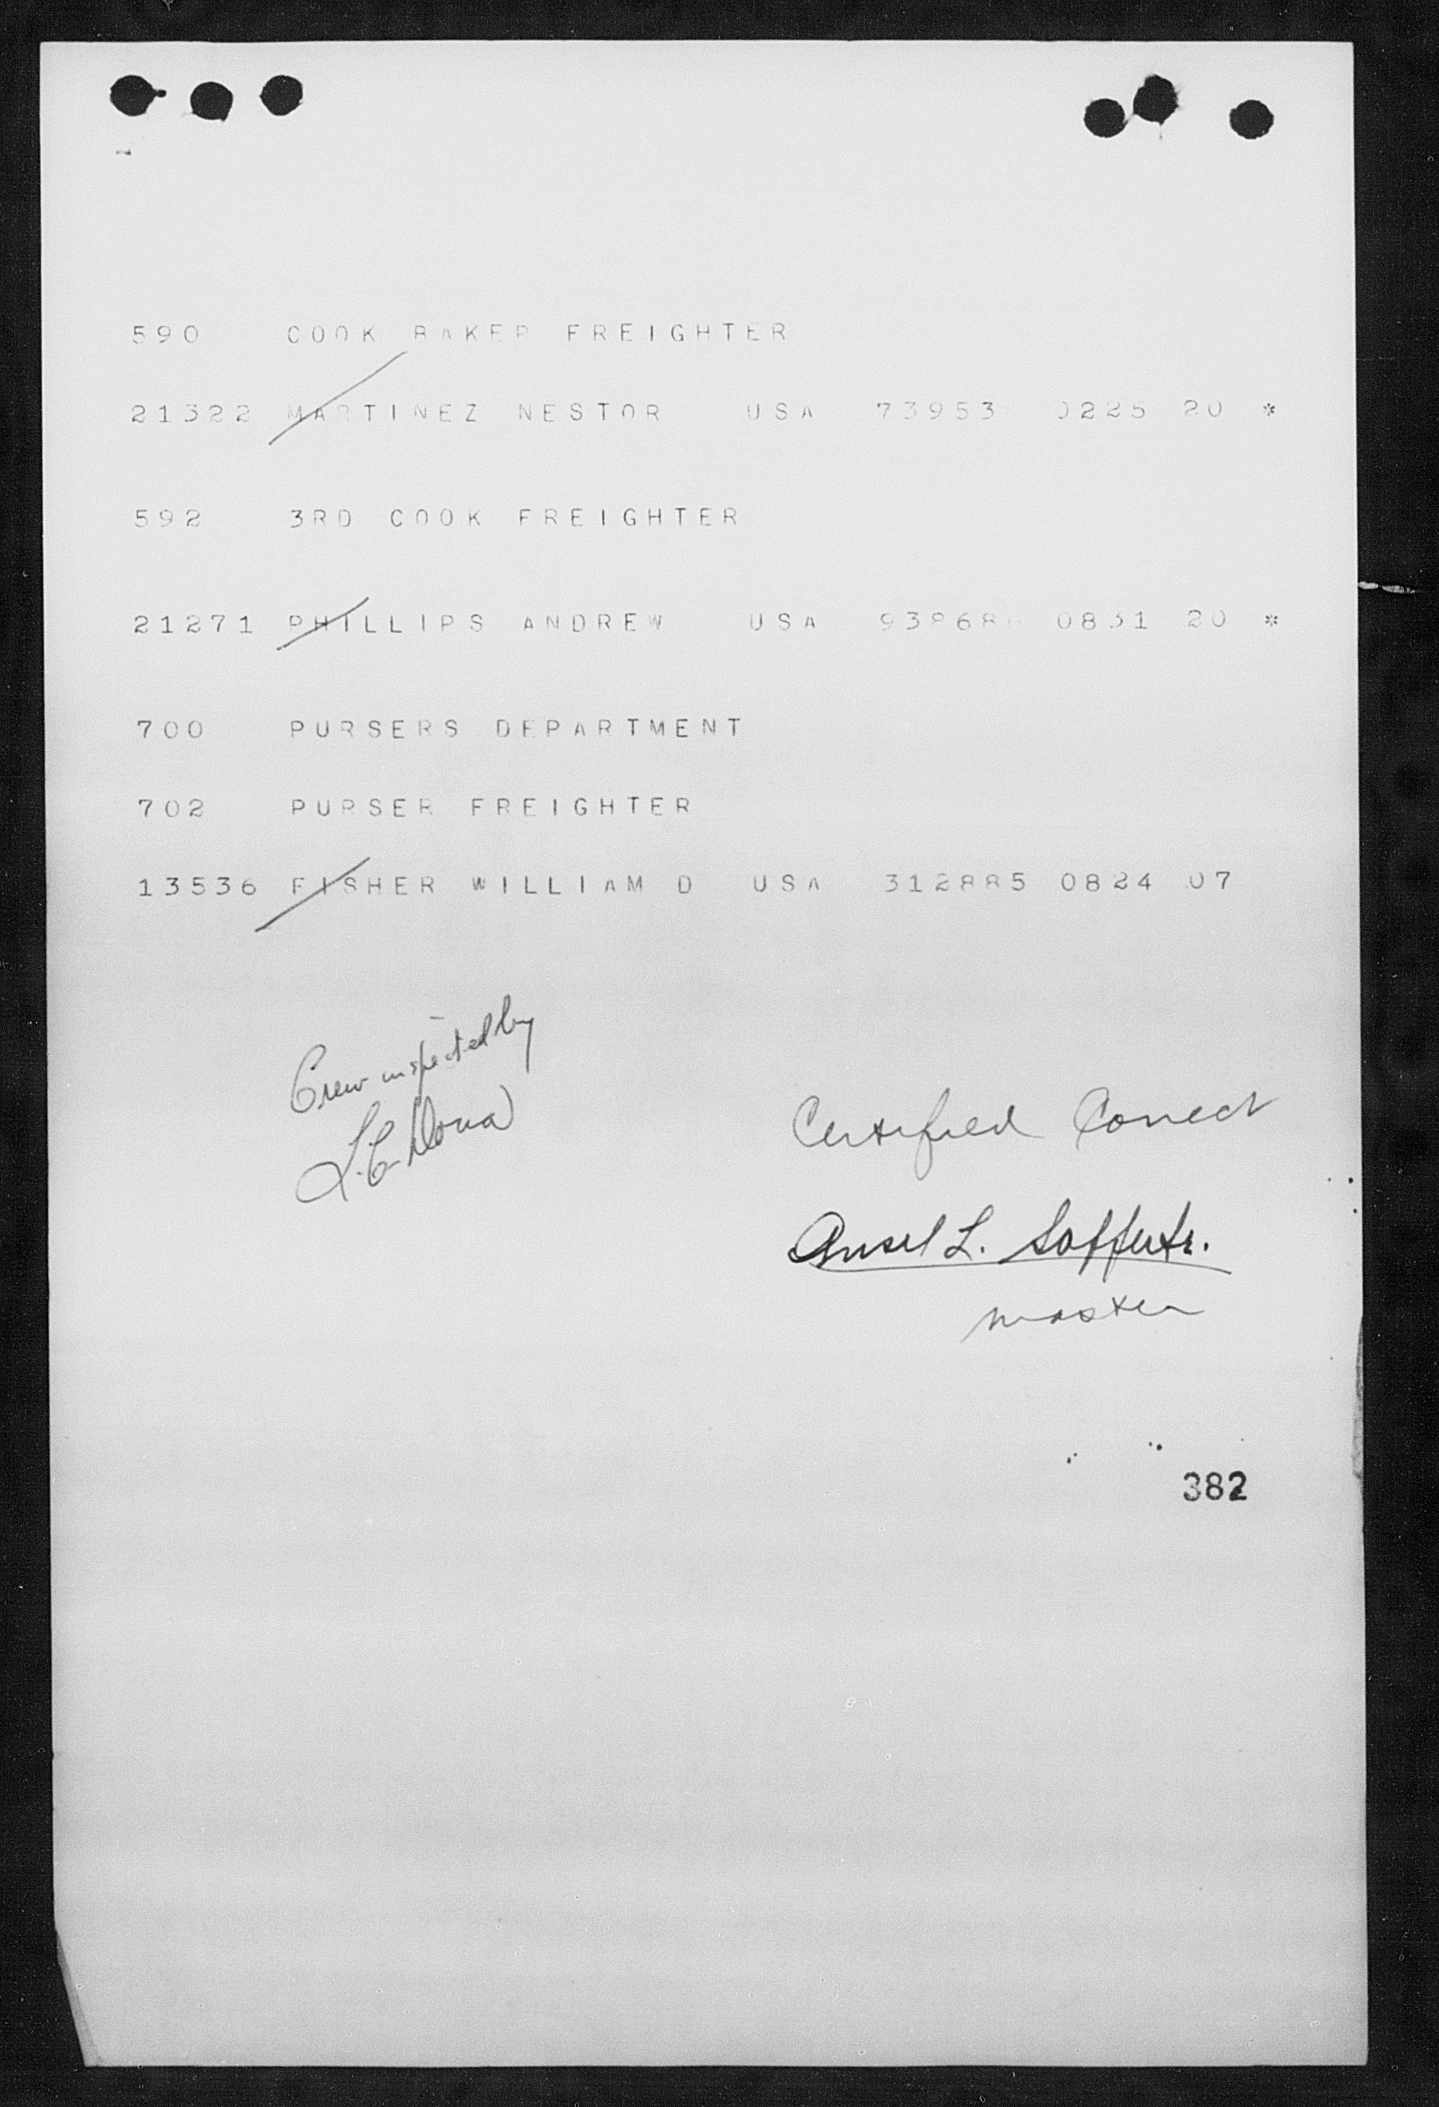 590 COOK BAKER FREIGHTER
21322 MARTINEZ NESTOR USA 73953 0225 20 *
592 3RD COOK FREIGHTER
21271 PHILLIPS ANDREW USA 0831 20 *
700 PURSERS DEPARTMENT
702 PURSER FREIGHTER
13536 FISHER WILLIAM D USA 312885 0824 07
Crew inspected by
Certified Correct
Ansel L.
master
382